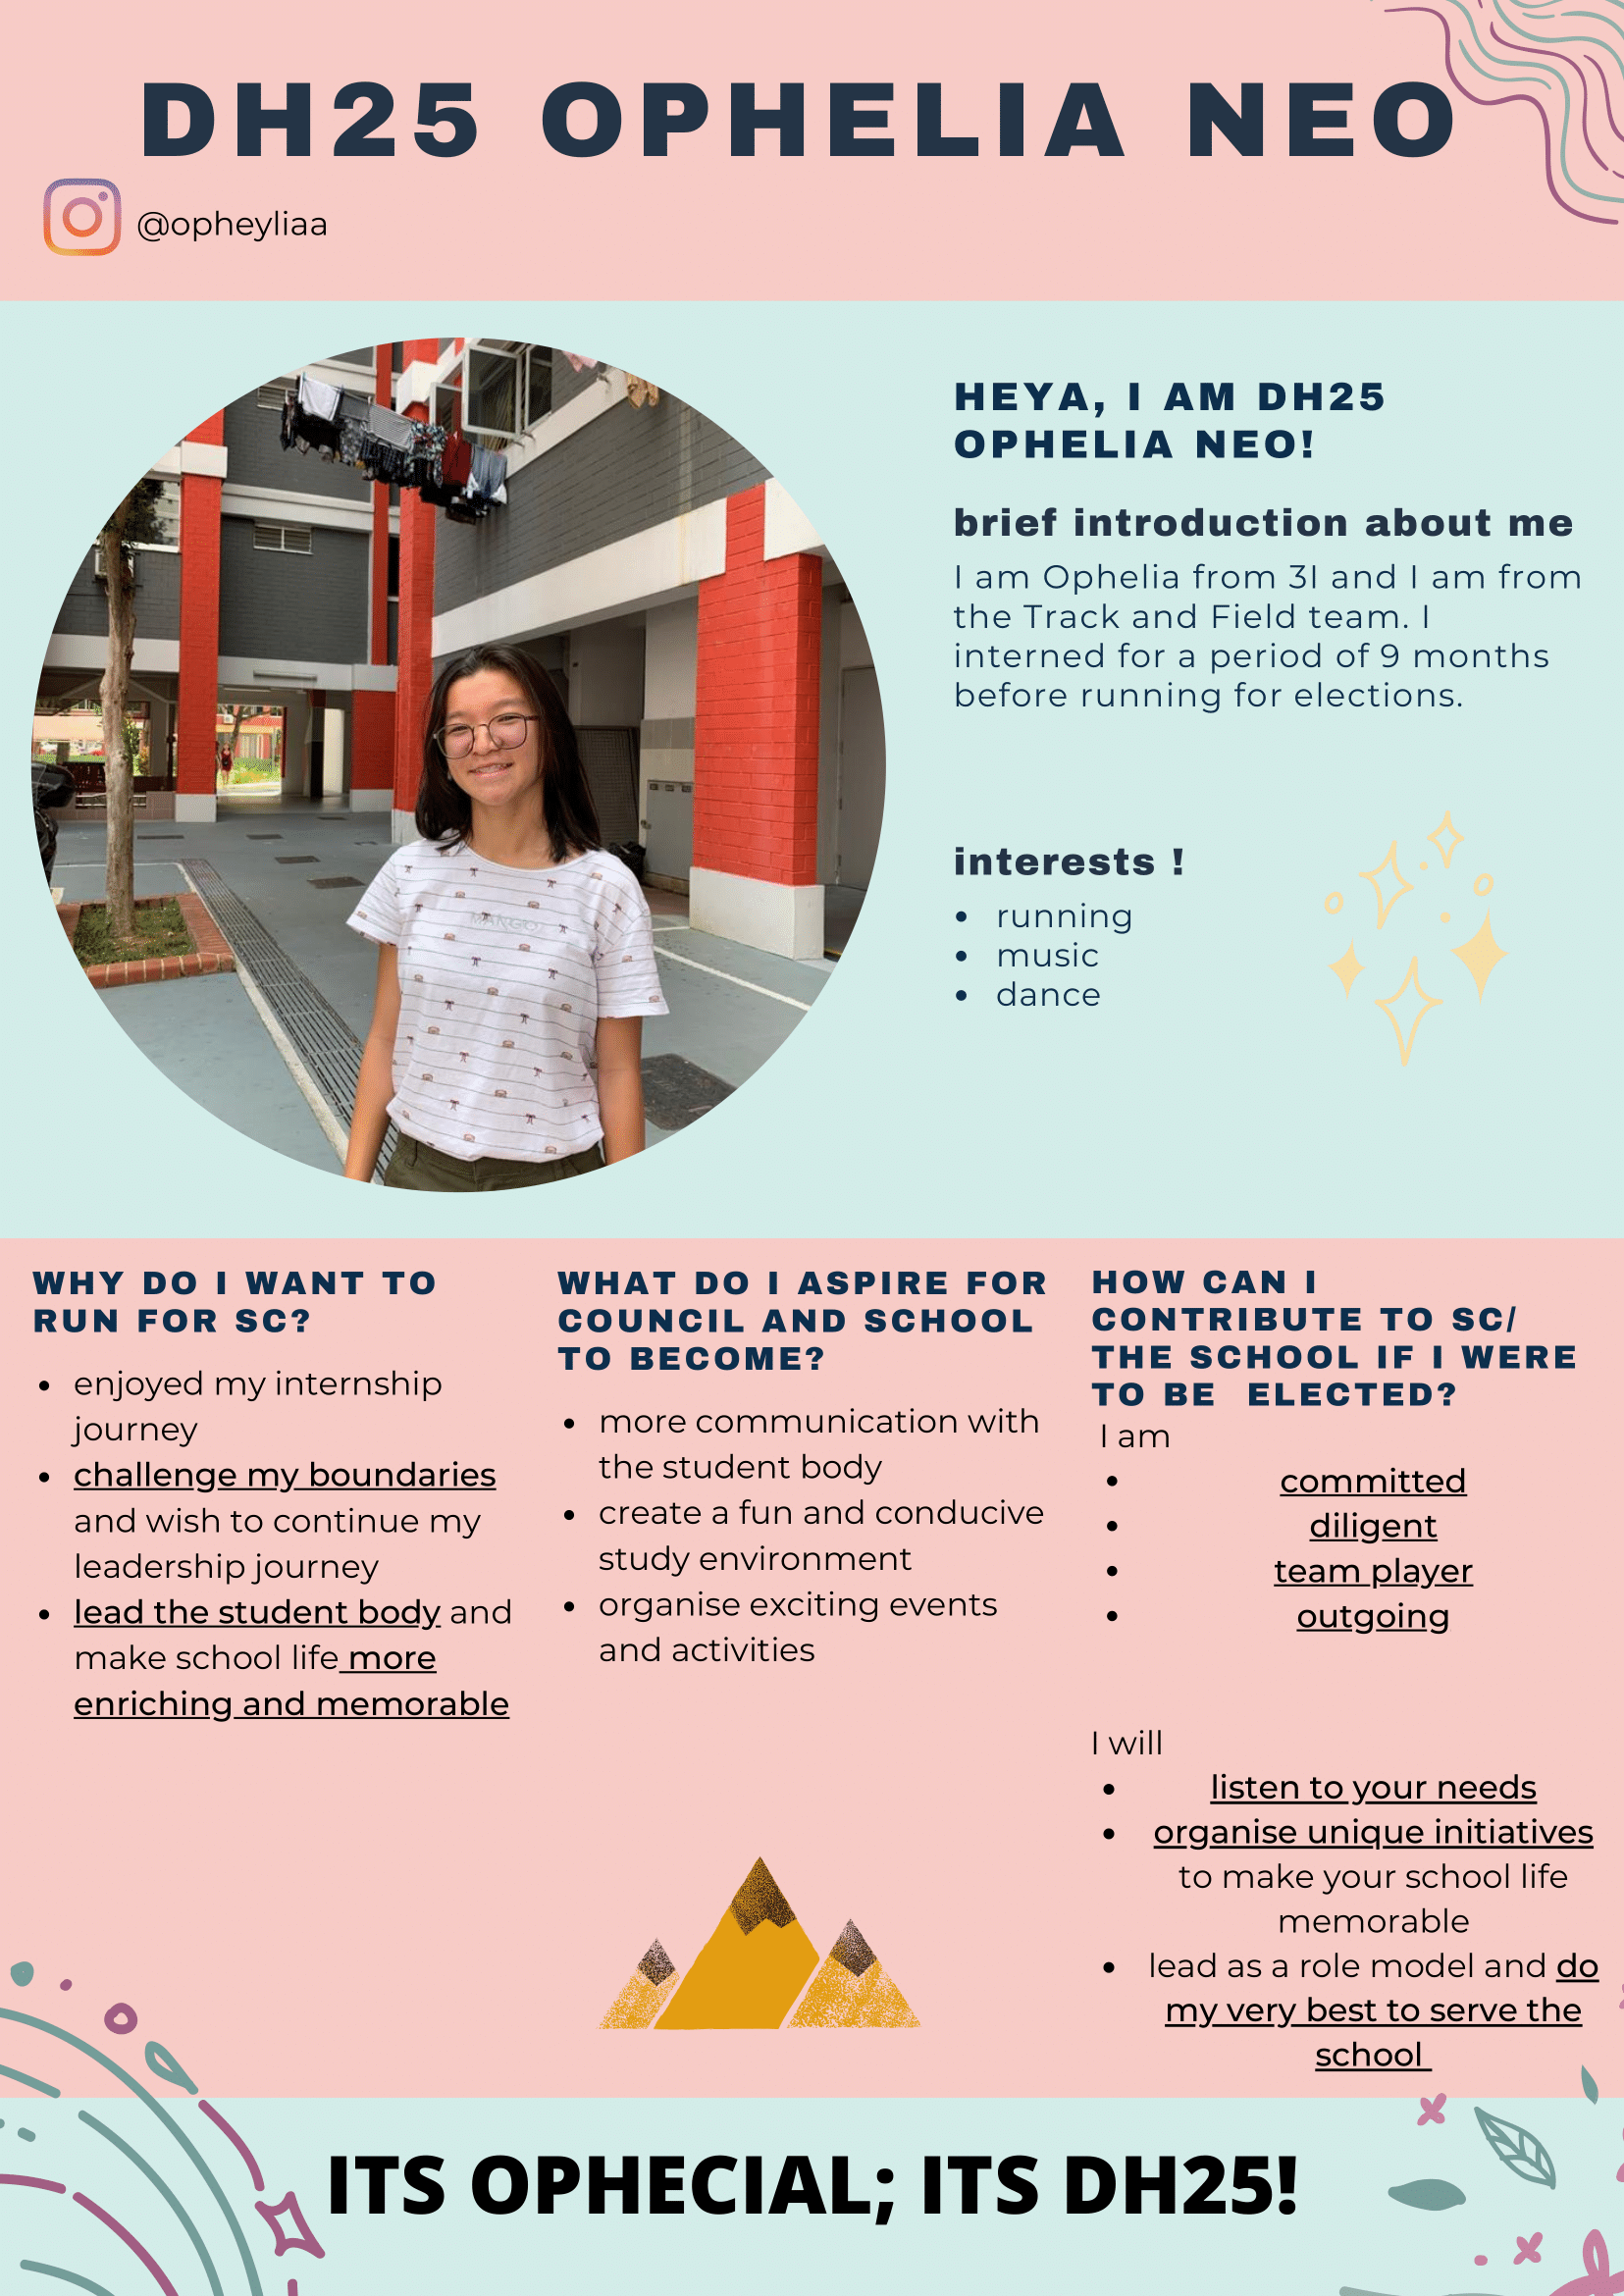 DH25 OPHELIA NEO
@opheyliaa
HEYA, I AM DH25
OPHELIA NEO!
brief introduction about me
I am Ophelia from 3I and I am from
the Track and Field team. I
interned for a period of 9 months
before running for elections.
interests !
• running
• music
• dance
MANGO
WHY DO I WANT TO
RUN FOR SC?
• enjoyed my internship
journey
• challenge my boundaries
and wish to continue my
leadership journey
• lead the student body and
make school life more
enriching and memorable
WHAT DO I ASPIRE FOR
COUNCIL AND SCHOOL
TO BECOME?
• more communication with
the student body
• create a fun and conducive
study environment
• organise exciting events
and activities
HOW CAN I
CONTRIBUTE TO SC/
THE SCHOOL IF I WERE
TO BE ELECTED?
I am
• committed
• diligent
• team player
• outgoing
I will
• listen to your needs
• organise unique initiatives
to make your school life
memorable
• lead as a role model and do
my very best to serve the
school
ITS OPHECIAL; ITS DH25!